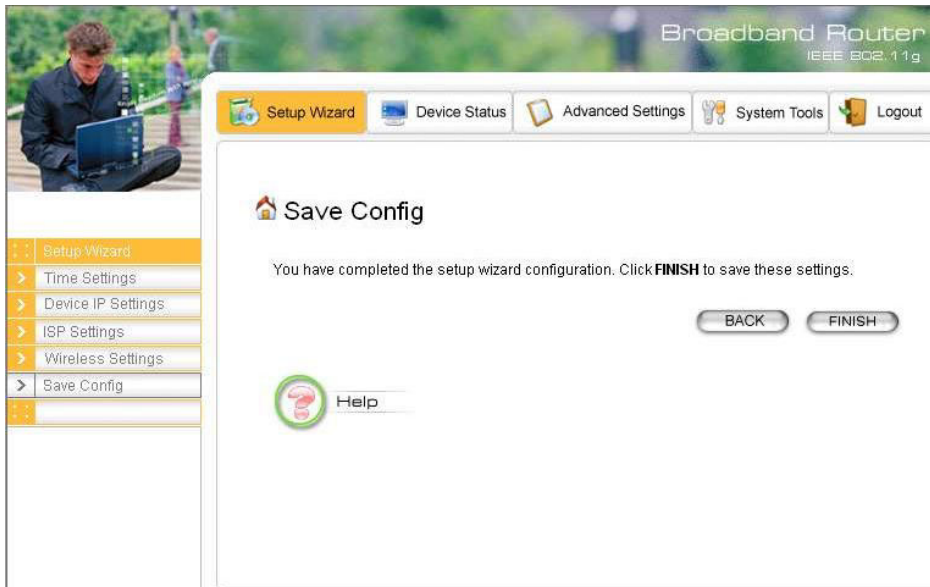 Broadband Router
IEEE 802.11g
Setup Wizard
Device Status
Advanced Settings
System Tools
Logout
Save Config
You have completed the setup wizard configuration. Click FINISH to save these settings.
BACK
FINISH
Help
Setup Wizard
Time Settings
Device IP Settings
ISP Settings
Wireless Settings
Save Config